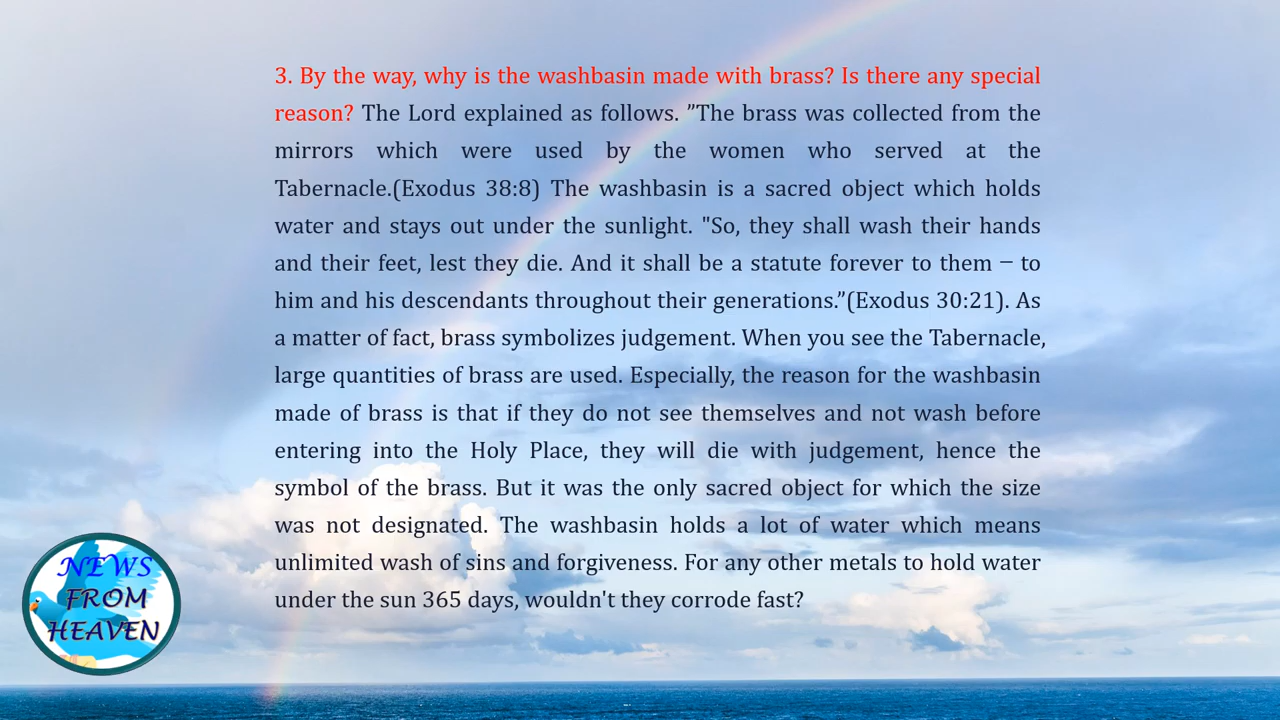 3. By the way, why is the washbasin made with brass? Is there any special
reason? The Lord explained as follows. ”The brass was collected from the
mirrors which were used by the women who served at the
Tabernacle.(Exodus 38:8) The washbasin is a sacred object which holds
water and stays out under the sunlight. "So, they shall wash their hands
and their feet, lest they die. And it shall be a statute forever to them – to
him and his descendants throughout their generations.”(Exodus 30:21). As
a matter of fact, brass symbolizes judgement. When you see the Tabernacle,
large quantities of brass are used. Especially, the reason for the washbasin
made of brass is that if they do not see themselves and not wash before
entering into the Holy Place, they will die with judgement, hence the
symbol of the brass. But it was the only sacred object for which the size
was not designated. The washbasin holds a lot of water which means
unlimited wash of sins and forgiveness. For any other metals to hold water
under the sun 365 days, wouldn't they corrode fast?
NEWS
FROM
HEAVEN